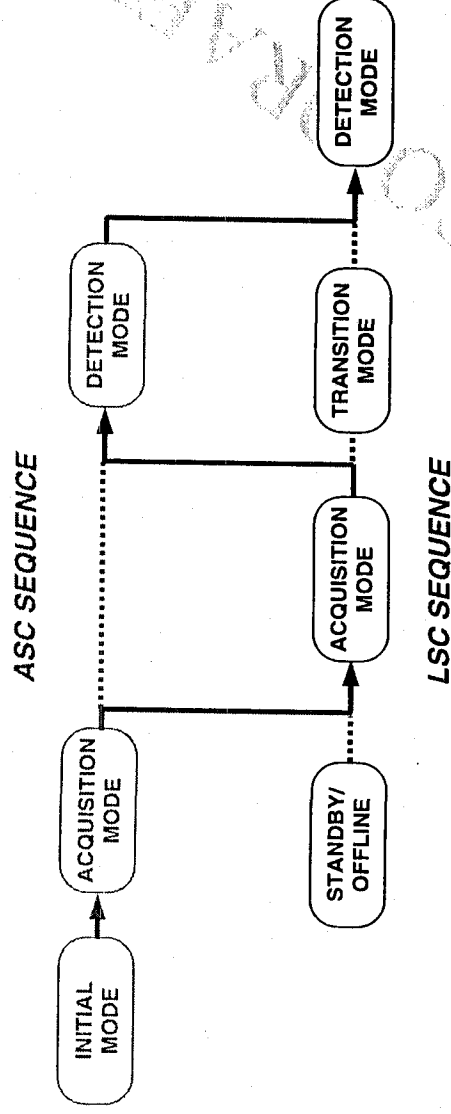 ASC SEQUENCE
INITIAL
MODE
ACQUISITION
MODE
DETECTION
MODE
STANDBY/
OFFLINE
ACQUISITION
MODE
TRANSITION
MODE
DETECTION
MODE
LSC SEQUENCE